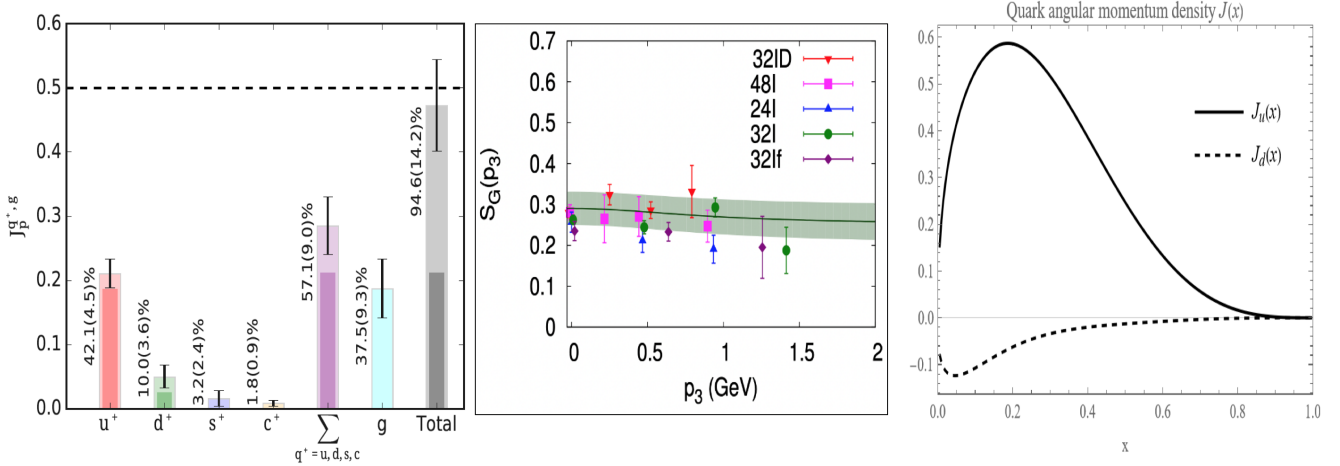 0.6
0.5
0.4
0.3
0.2
0.1
0.0
J_p^{q⁺, g}
42.1(4.5)%
10.0(3.6)%
3.2(2.4)%
1.8(0.9)%
57.1(9.0)%
37.5(9.3)%
94.6(14.2)%
u⁺ d⁺ s⁺ c⁺ ∑ g Total
q⁺ = u, d, s, c
0.7
0.6
0.5
0.4
0.3
0.2
0.1
0
S_G(p₃)
32ID
48I
24I
32I
32If
0 0.5 1 1.5 2
p₃ (GeV)
Quark angular momentum density J(x)
0.6
0.5
0.4
0.3
0.2
0.1
0.0
-0.1
J_u(x)
J_d(x)
0.0 0.2 0.4 0.6 0.8 1.0
x